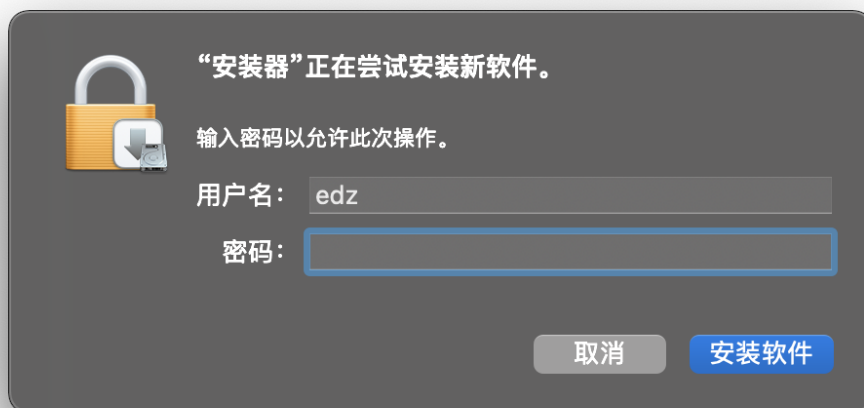 “安装器”正在尝试安装新软件。
输入密码以允许此次操作。
用户名： edz
密码：
取消 安装软件